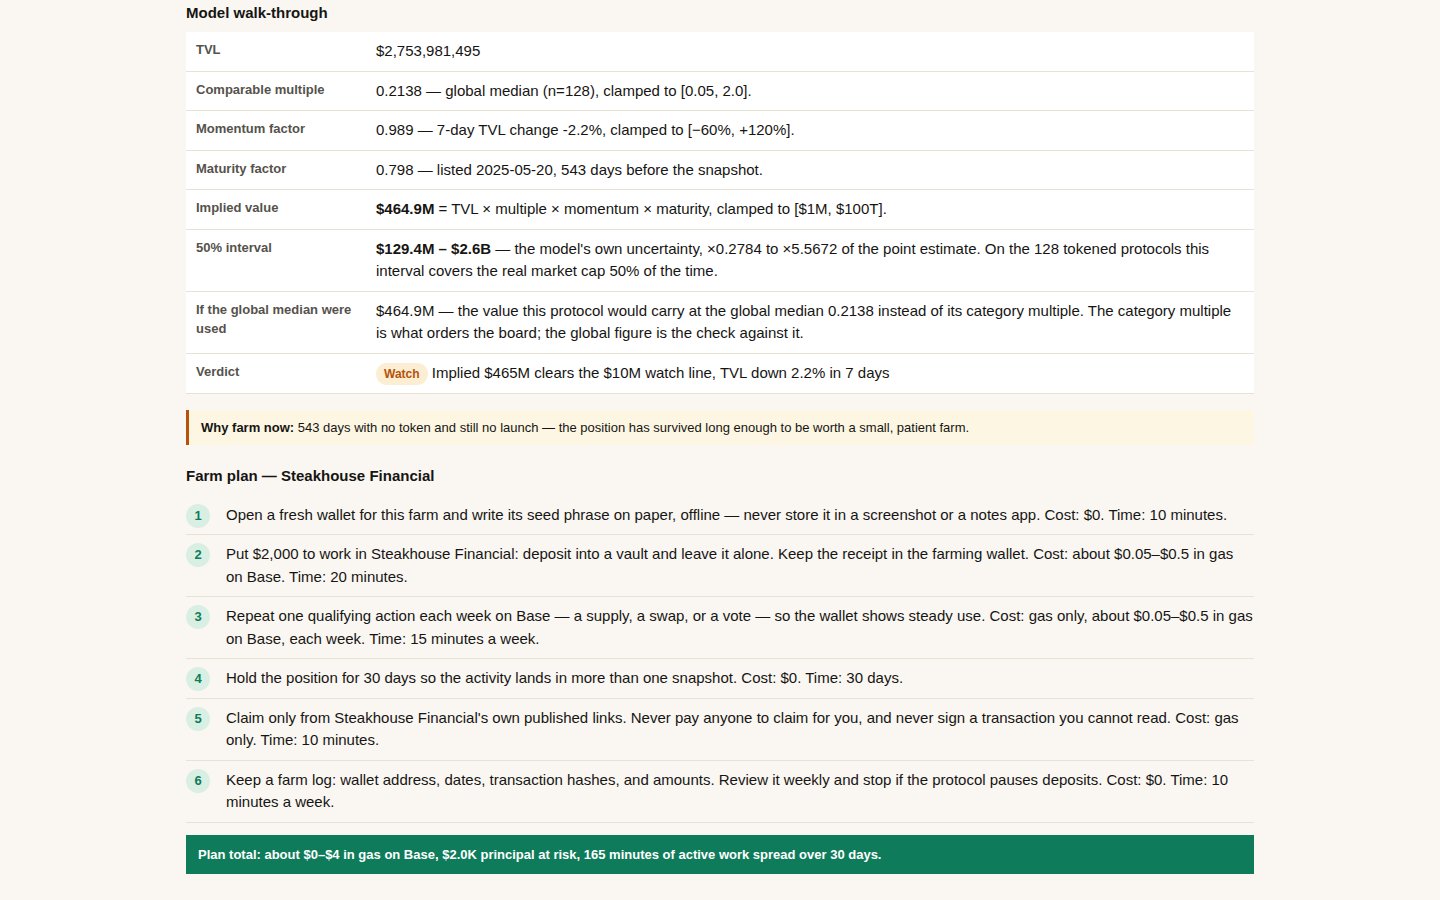 Model walk-through
TVL
$2,753,981,495
Comparable multiple
0.2138 — global median (n=128), clamped to [0.05, 2.0].
Momentum factor
0.989 — 7-day TVL change -2.2%, clamped to [−60%, +120%].
Maturity factor
0.798 — listed 2025-05-20, 543 days before the snapshot.
Implied value
$464.9M = TVL × multiple × momentum × maturity, clamped to [$1M, $100T].
50% interval
$129.4M – $2.6B — the model's own uncertainty, ×0.2784 to ×5.5672 of the point estimate. On the 128 tokened protocols this
interval covers the real market cap 50% of the time.
If the global median were
used
$464.9M — the value this protocol would carry at the global median 0.2138 instead of its category multiple. The category multiple
is what orders the board; the global figure is the check against it.
Verdict
Watch Implied $465M clears the $10M watch line, TVL down 2.2% in 7 days
Why farm now: 543 days with no token and still no launch — the position has survived long enough to be worth a small, patient farm.
Farm plan — Steakhouse Financial
1 Open a fresh wallet for this farm and write its seed phrase on paper, offline — never store it in a screenshot or a notes app. Cost: $0. Time: 10 minutes.
2 Put $2,000 to work in Steakhouse Financial: deposit into a vault and leave it alone. Keep the receipt in the farming wallet. Cost: about $0.05–$0.5 in gas
on Base. Time: 20 minutes.
3 Repeat one qualifying action each week on Base — a supply, a swap, or a vote — so the wallet shows steady use. Cost: gas only, about $0.05–$0.5 in gas
on Base, each week. Time: 15 minutes a week.
4 Hold the position for 30 days so the activity lands in more than one snapshot. Cost: $0. Time: 30 days.
5 Claim only from Steakhouse Financial's own published links. Never pay anyone to claim for you, and never sign a transaction you cannot read. Cost: gas
only. Time: 10 minutes.
6 Keep a farm log: wallet address, dates, transaction hashes, and amounts. Review it weekly and stop if the protocol pauses deposits. Cost: $0. Time: 10
minutes a week.
Plan total: about $0–$4 in gas on Base, $2.0K principal at risk, 165 minutes of active work spread over 30 days.